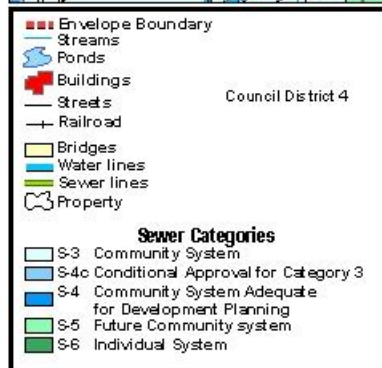 Envelope Boundary
Streams
Ponds
Buildings
Council District 4
Streets
Railroad
Bridges
Water lines
Sewer lines
Property
Sewer Categories
S-3 Community System
S-4c Conditional Approval for Category 3
S-4 Community System Adequate
for Development Planning
S-5 Future Community system
S-6 Individual System